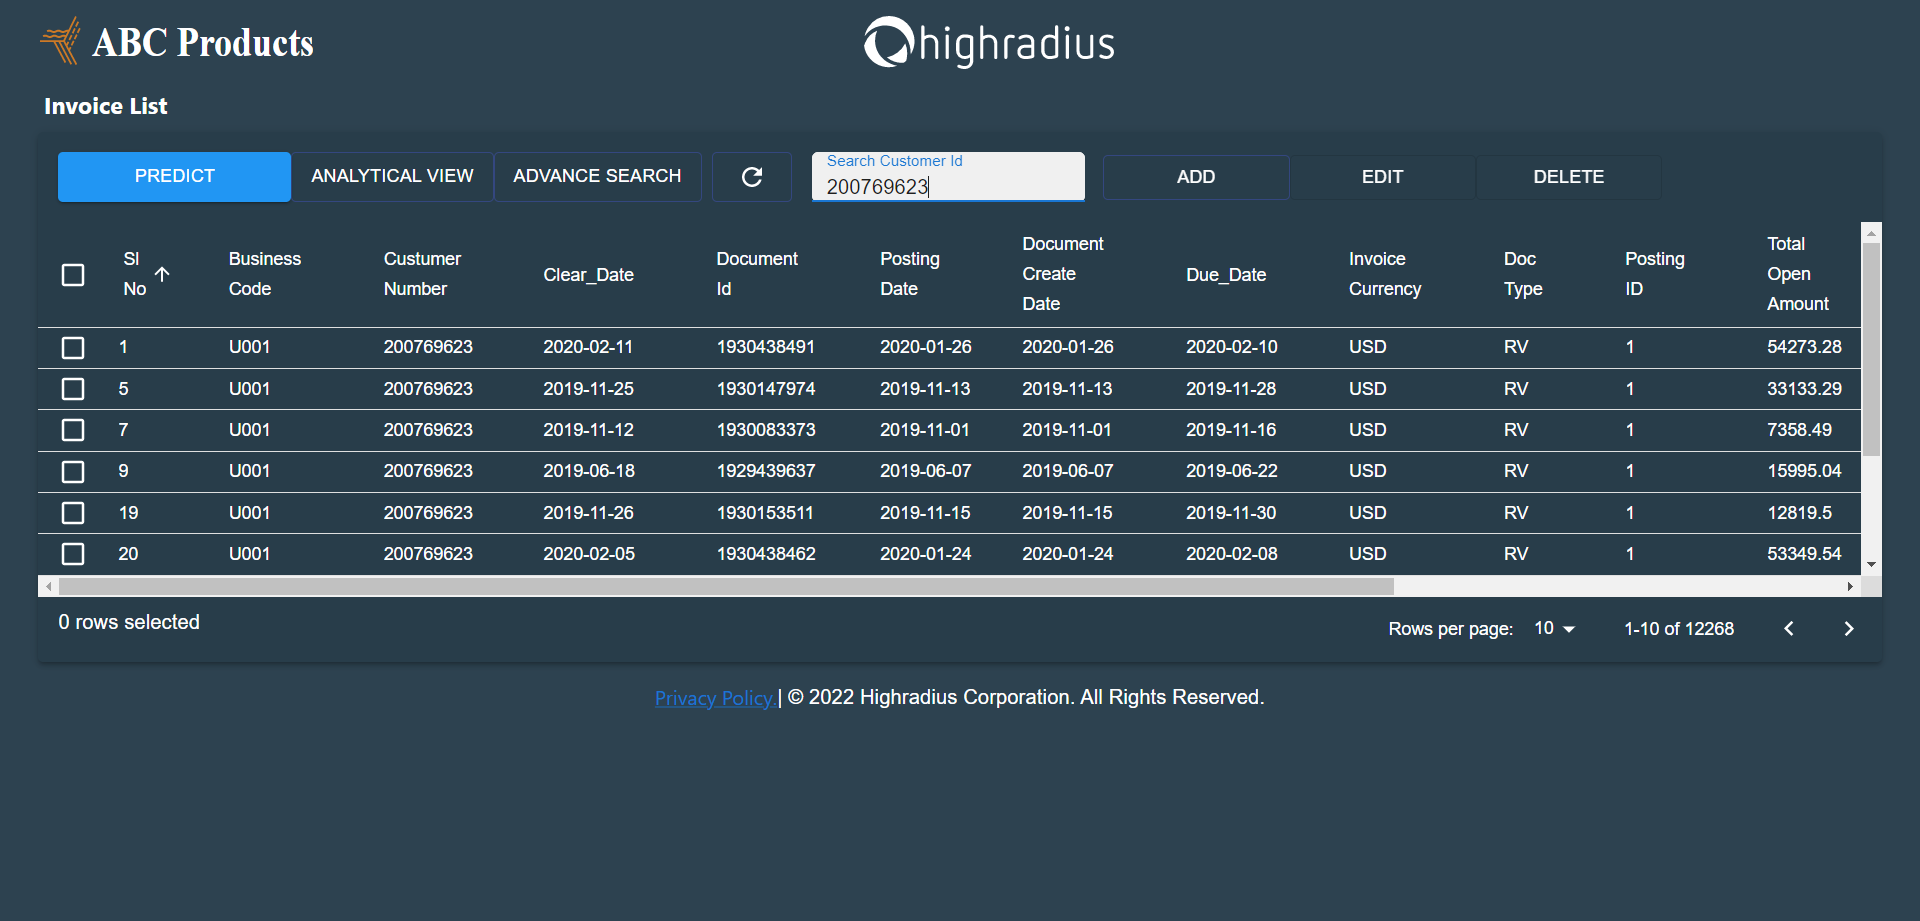 ABC Products
highradius
Invoice List
PREDICT ANALYTICAL VIEW ADVANCE SEARCH Search Customer Id ADD EDIT DELETE
200769623
Sl No Business Code Custumer Number Clear_Date Document Id Posting Date Document Create Date Due_Date Invoice Currency Doc Type Posting ID Total Open Amount
1 U001 200769623 2020-02-11 1930438491 2020-01-26 2020-01-26 2020-02-10 USD RV 1 54273.28
5 U001 200769623 2019-11-25 1930147974 2019-11-13 2019-11-13 2019-11-28 USD RV 1 33133.29
7 U001 200769623 2019-11-12 1930083373 2019-11-01 2019-11-01 2019-11-16 USD RV 1 7358.49
9 U001 200769623 2019-06-18 1929439637 2019-06-07 2019-06-07 2019-06-22 USD RV 1 15995.04
19 U001 200769623 2019-11-26 1930153511 2019-11-15 2019-11-15 2019-11-30 USD RV 1 12819.5
20 U001 200769623 2020-02-05 1930438462 2020-01-24 2020-01-24 2020-02-08 USD RV 1 53349.54
0 rows selected
Rows per page: 10 1-10 of 12268
Privacy Policy.| © 2022 Highradius Corporation. All Rights Reserved.